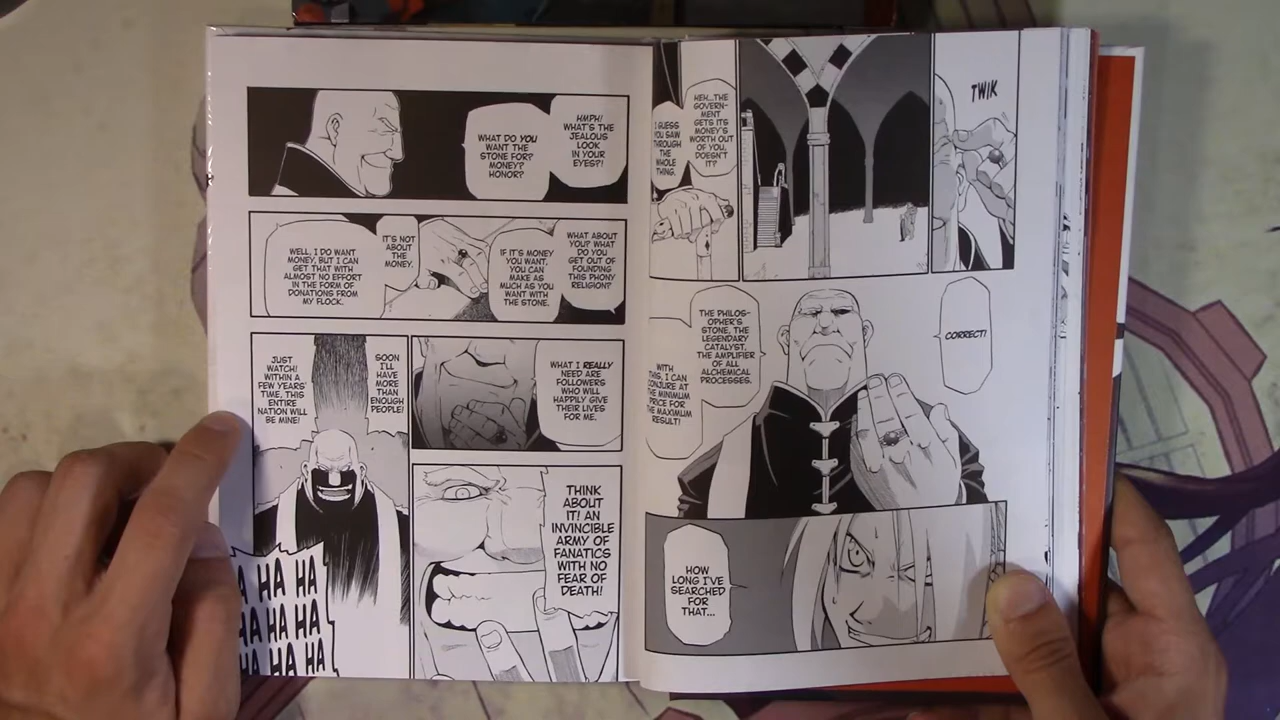 TWIK
HEH...THE
GOVERN-
MENT
GETS ITS
MONEY'S
WORTH OUT
OF YOU,
DOESN'T
IT?
I GUESS
YOU SAW
THROUGH
THE
WHOLE
THING.
CORRECT!
THE PHILOS-
OPHER'S
STONE, THE
LEGENDARY
CATALYST,
THE AMPLIFIER
OF ALL
ALCHEMICAL
PROCESSES.
WITH
THIS, I CAN
CONJURE AT
THE MINIMUM
PRICE FOR
THE MAXIMUM
RESULT!
HOW
LONG I'VE
SEARCHED
FOR
THAT...
HMPH!
WHAT'S THE
JEALOUS
LOOK
IN YOUR
EYES?!
WHAT DO YOU
WANT THE
STONE FOR?
MONEY?
HONOR?
WHAT ABOUT
YOU? WHAT
DO YOU
GET OUT OF
FOUNDING
THIS PHONY
RELIGION?
IF IT'S MONEY
YOU WANT,
YOU CAN
MAKE AS
MUCH AS YOU
WANT WITH
THE STONE.
IT'S NOT
ABOUT
THE
MONEY.
WELL, I DO WANT
MONEY, BUT I CAN
GET THAT WITH
ALMOST NO EFFORT
IN THE FORM OF
DONATIONS FROM
MY FLOCK.
WHAT I REALLY
NEED ARE
FOLLOWERS
WHO WILL
HAPPILY GIVE
THEIR LIVES
FOR ME.
THINK
ABOUT
IT! AN
INVINCIBLE
ARMY OF
FANATICS
WITH NO
FEAR OF
DEATH!
SOON
I'LL
HAVE
MORE
THAN
ENOUGH
PEOPLE!
JUST
WATCH!
WITHIN A
FEW YEARS'
TIME, THIS
ENTIRE
NATION WILL
BE MINE!
HA HA
HA HA HA
HA HA HA